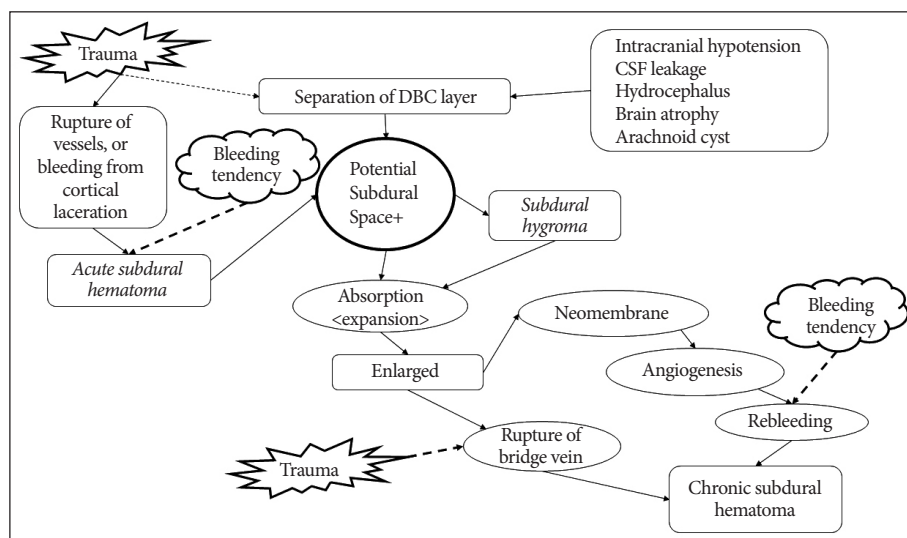 Trauma
Separation of DBC layer
Intracranial hypotension
CSF leakage
Hydrocephalus
Brain atrophy
Arachnoid cyst
Rupture of
vessels, or
bleeding from
cortical
laceration
Bleeding
tendency
Potential
Subdural
Space+
Subdural
hygroma
Acute subdural
hematoma
Absorption
<expansion>
Neomembrane
Bleeding
tendency
Enlarged
Angiogenesis
Rebleeding
Rupture of
bridge vein
Trauma
Chronic subdural
hematoma